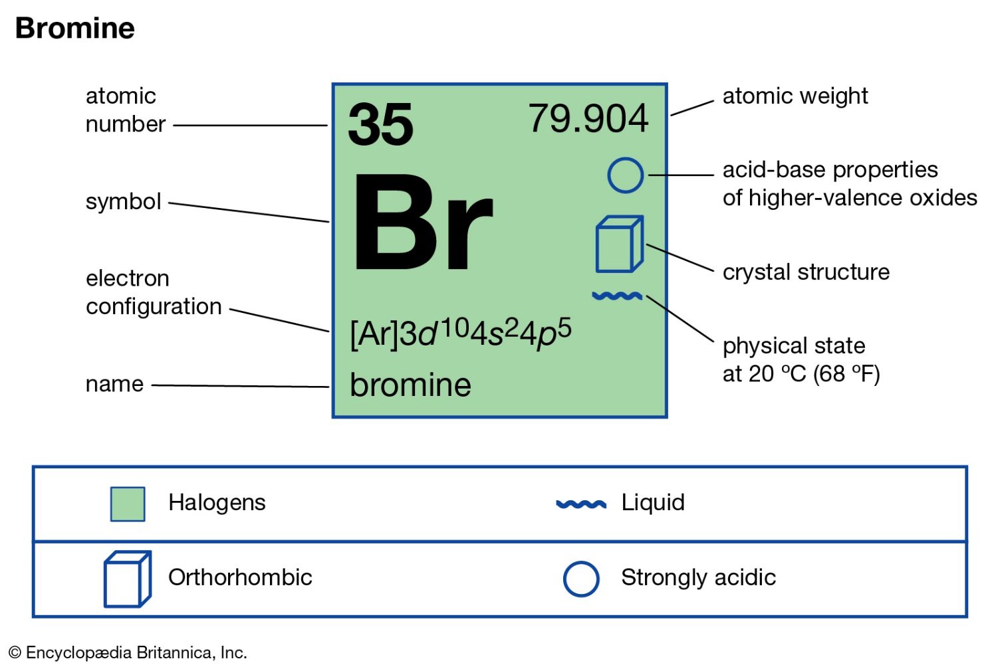 Bromine
atomic
number
35
79.904
atomic weight
symbol
Br
acid-base properties
of higher-valence oxides
crystal structure
electron
configuration
[Ar]3d¹⁰4s²4p⁵
physical state
at 20 ºC (68 ºF)
name
bromine
Halogens
Liquid
Orthorhombic
Strongly acidic
© Encyclopædia Britannica, Inc.